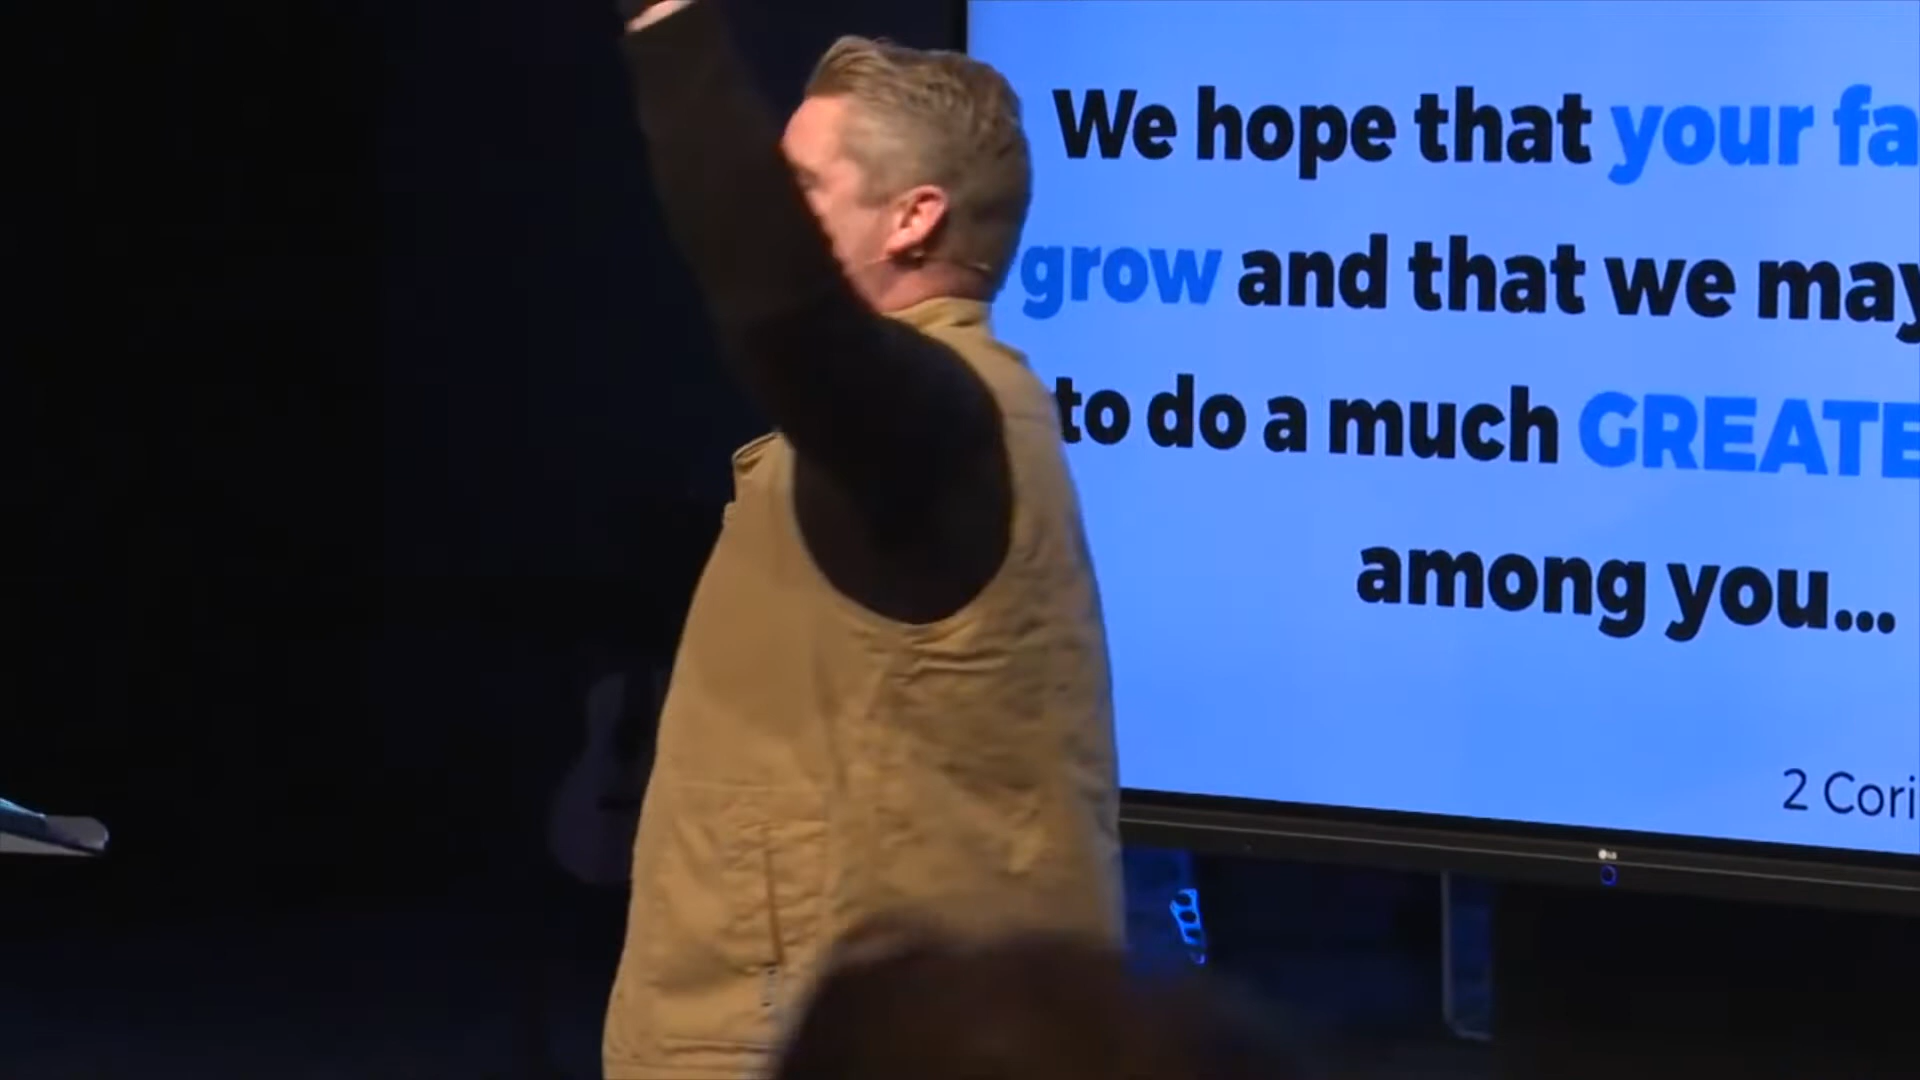 We hope that your fa
grow and that we may
to do a much GREATE
among you...
2 Cori
LG